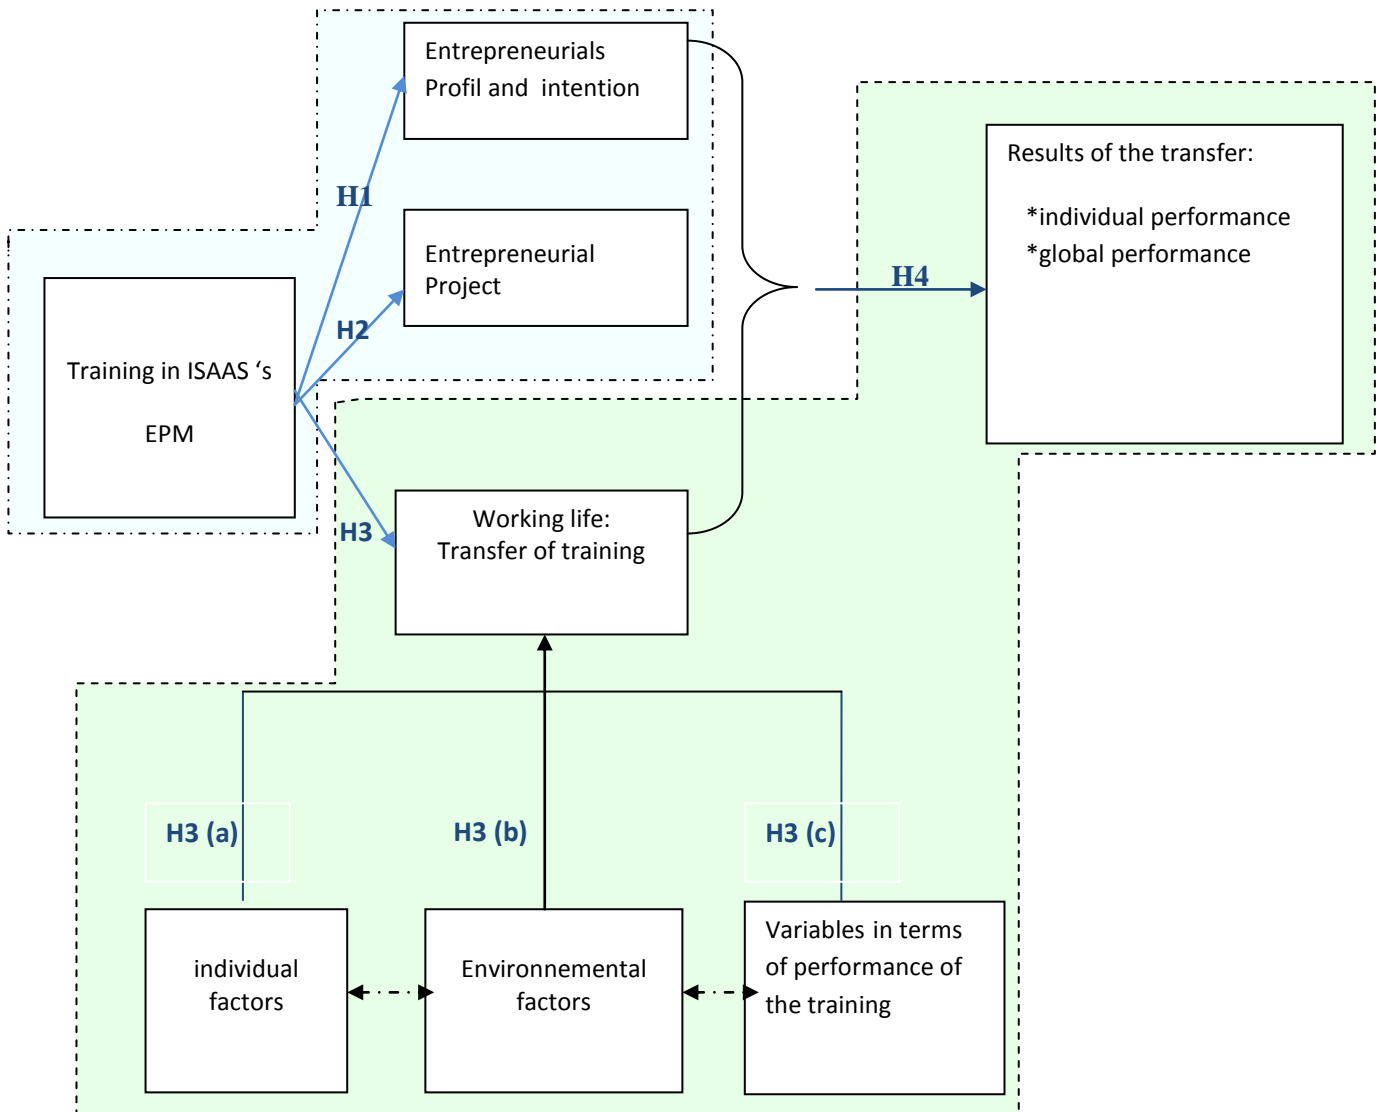 Entrepreneurials
Profil and intention
H1
Entrepreneurial
Project
H2
Training in ISAAS ‘s
EPM
H3
Working life:
Transfer of training
H4
Results of the transfer:
*individual performance
*global performance
H3 (a)
H3 (b)
H3 (c)
individual
factors
Environnemental
factors
Variables in terms
of performance of
the training